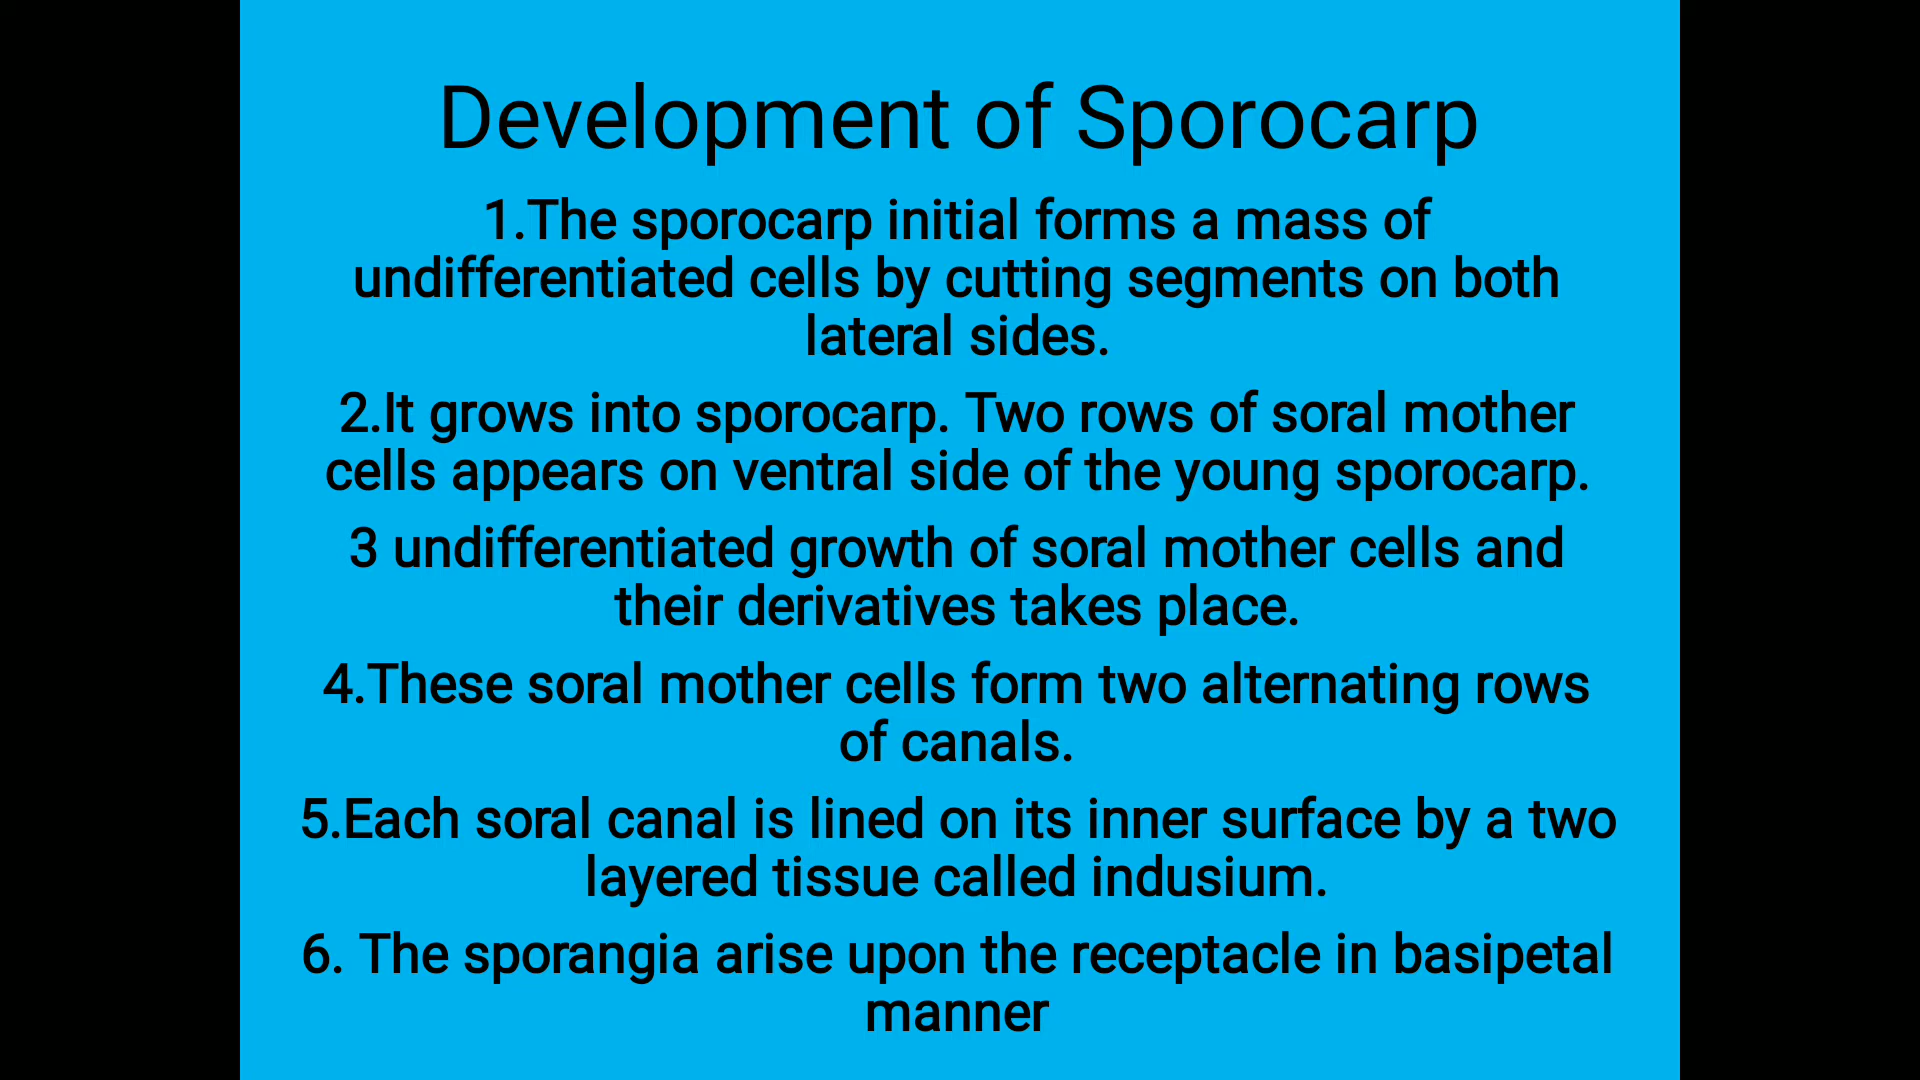 Development of Sporocarp
1.The sporocarp initial forms a mass of
undifferentiated cells by cutting segments on both
lateral sides.
2.It grows into sporocarp. Two rows of soral mother
cells appears on ventral side of the young sporocarp.
3 undifferentiated growth of soral mother cells and
their derivatives takes place.
4.These soral mother cells form two alternating rows
of canals.
5.Each soral canal is lined on its inner surface by a two
layered tissue called indusium.
6. The sporangia arise upon the receptacle in basipetal
manner